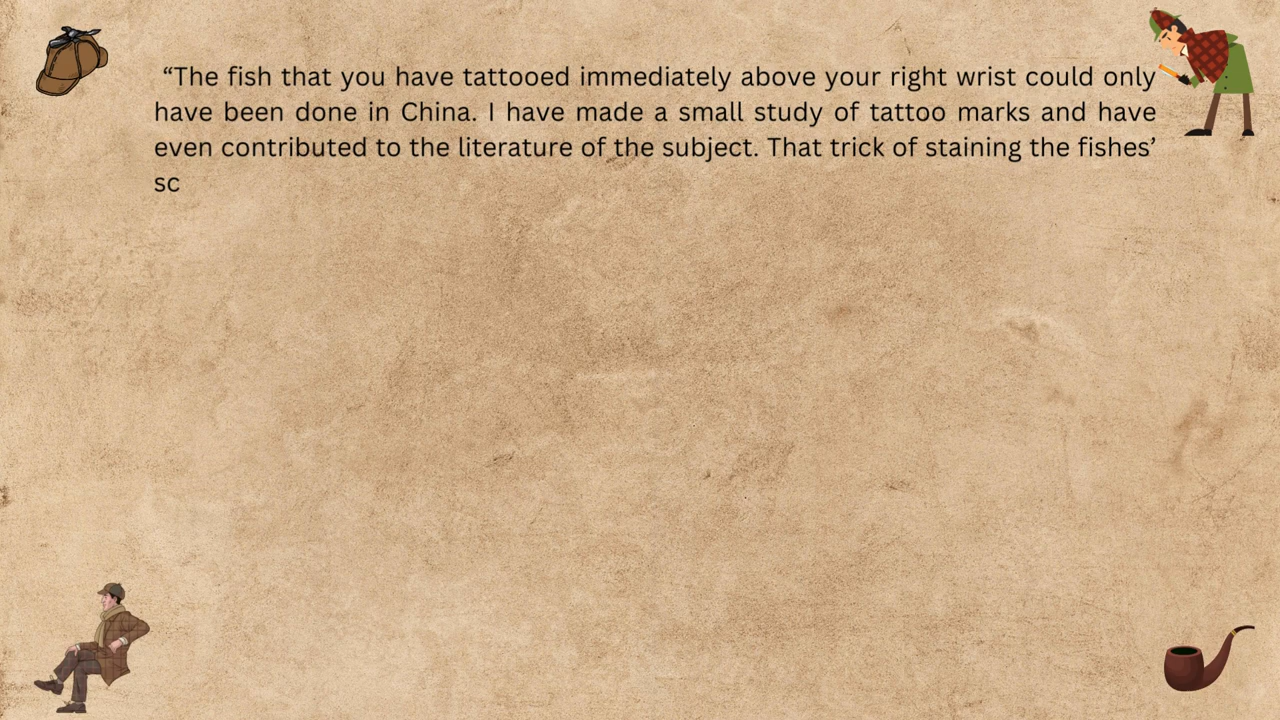 “The fish that you have tattooed immediately above your right wrist could only
have been done in China. I have made a small study of tattoo marks and have
even contributed to the literature of the subject. That trick of staining the fishes’
sc